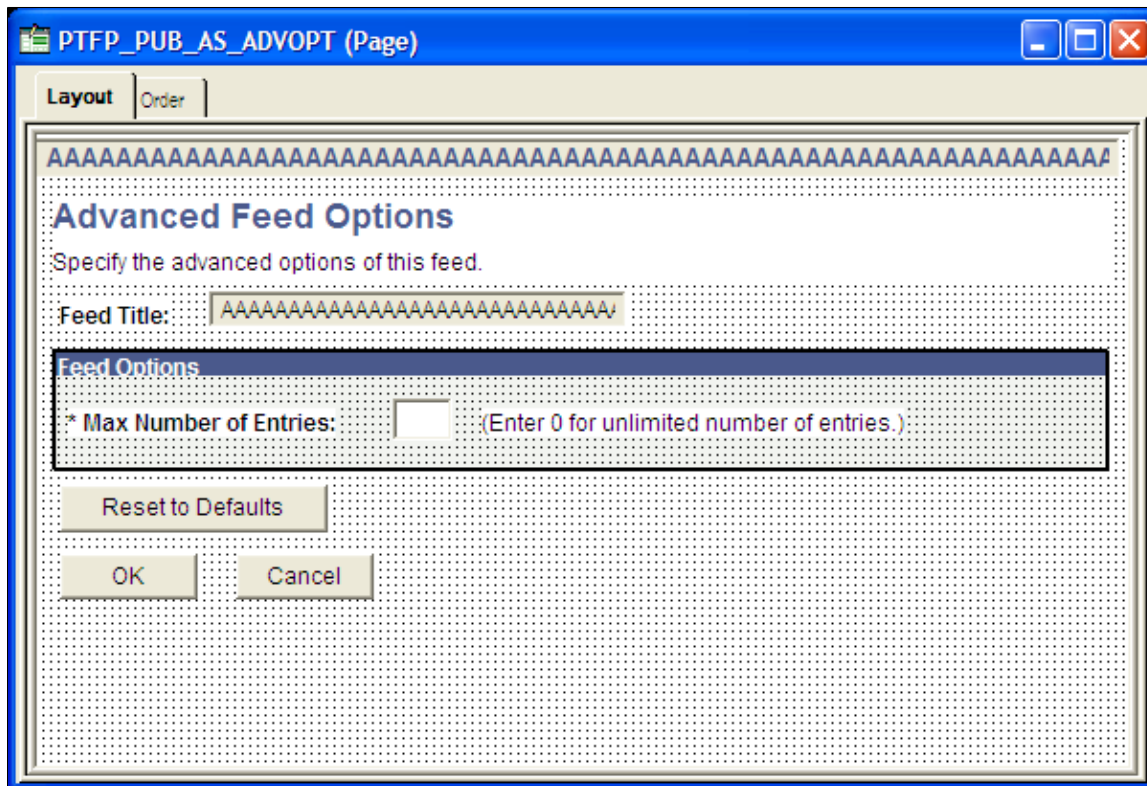 PTFP_PUB_AS_ADVOPT (Page)
Layout Order
AAAAAAAAAAAAAAAAAAAAAAAAAAAAAAAAAAAAAAAAAAAAAAAAAAAAAAAAAAAAAA
Advanced Feed Options
Specify the advanced options of this feed.
Feed Title: AAAAAAAAAAAAAAAAAAAAAAAAAAAAAA
Feed Options
* Max Number of Entries: (Enter 0 for unlimited number of entries.)
Reset to Defaults
OK Cancel